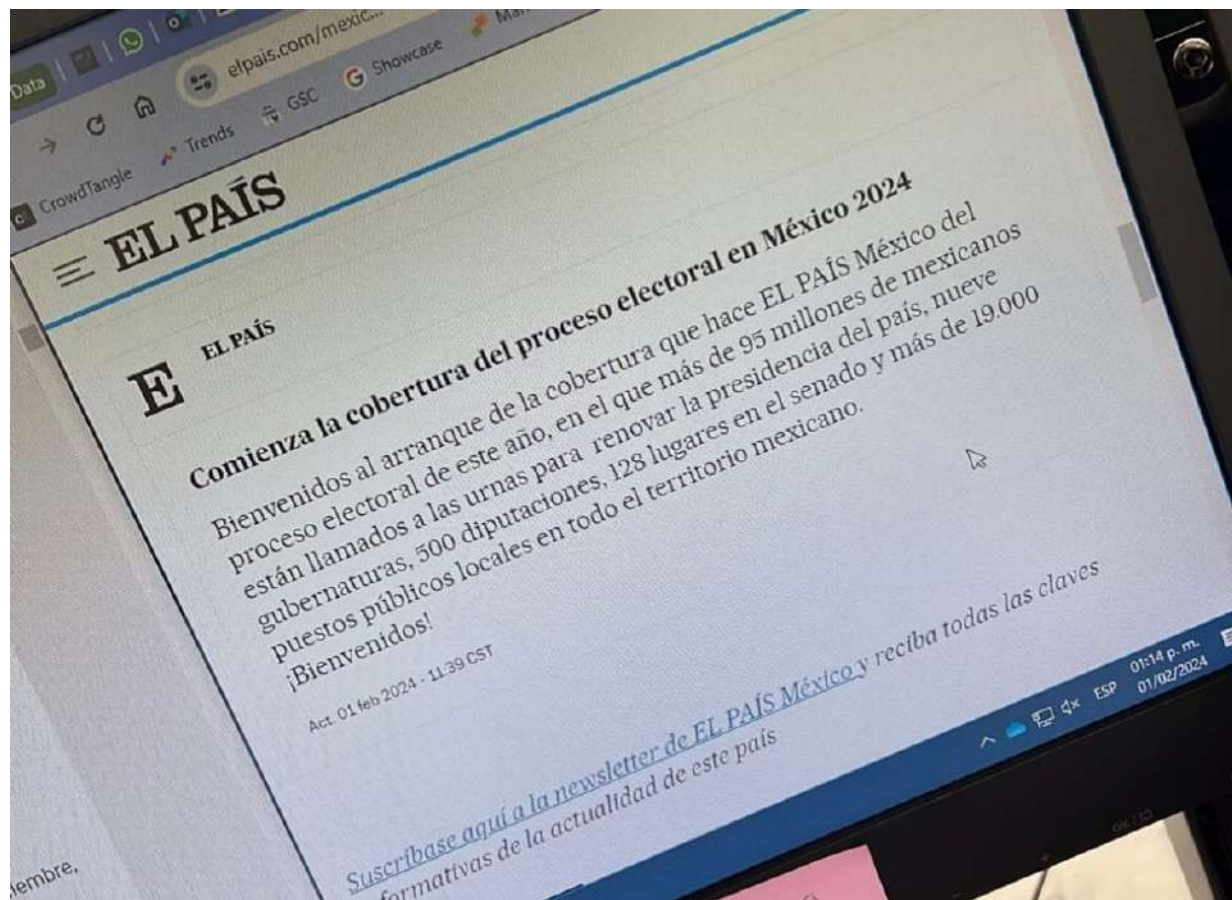 Data
elpais.com/mexic...
CrowdTangle
Trends
GSC
Showcase
EL PAÍS
E
EL PAÍS
Comienza la cobertura del proceso electoral en México 2024
Bienvenidos al arranque de la cobertura que hace EL PAÍS México del
proceso electoral de este año, en el que más de 95 millones de mexicanos
están llamados a las urnas para renovar la presidencia del país, nueve
gubernaturas, 500 diputaciones, 128 lugares en el senado y más de 19.000
puestos públicos locales en todo el territorio mexicano.
¡Bienvenidos!
Act. 01 feb 2024 - 11:39 CST
Suscríbase aquí a la newsletter de EL PAÍS México y reciba todas las claves
formativas de la actualidad de este país
iembre,
ESP
01:14 p. m.
01/02/2024